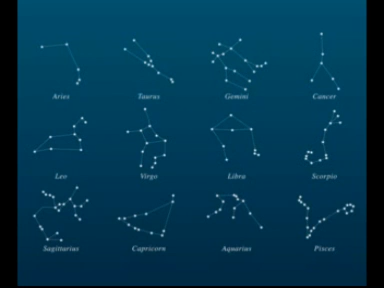 Aries Taurus Gemini Cancer
Leo Virgo Libra Scorpio
Sagittarius Capricorn Aquarius Pisces